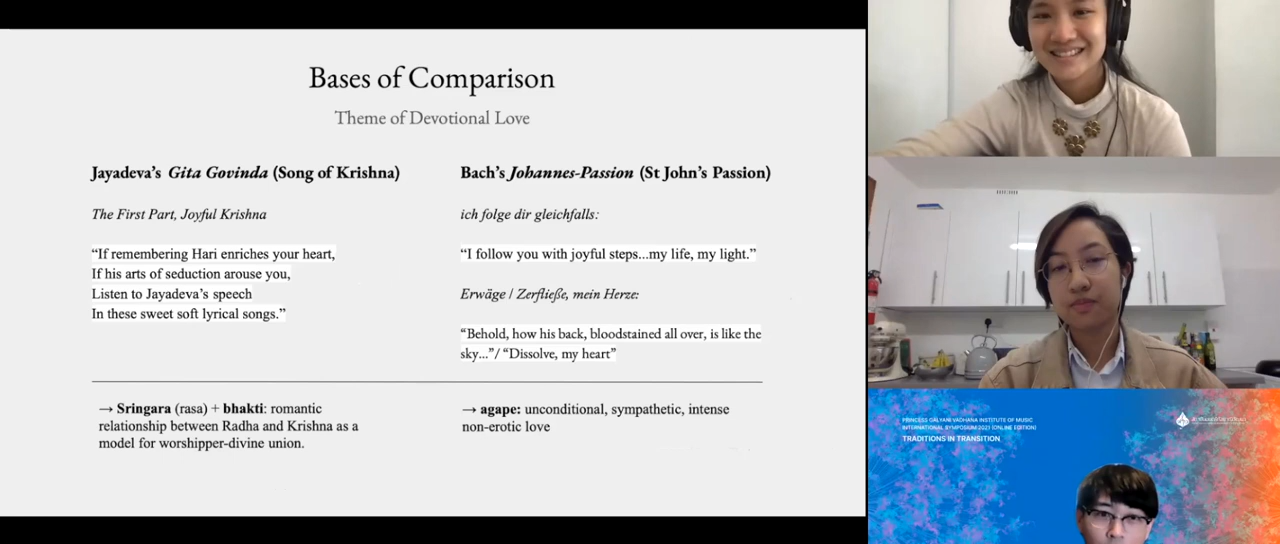 Bases of Comparison
Theme of Devotional Love
Jayadeva's Gita Govinda (Song of Krishna)
The First Part, Joyful Krishna
“If remembering Hari enriches your heart,
If his arts of seduction arouse you,
Listen to Jayadeva's speech
In these sweet soft lyrical songs.”
Bach's Johannes-Passion (St John's Passion)
ich folge dir gleichfalls:
“I follow you with joyful steps...my life, my light.”
Erwäge / Zerfließe, mein Herze:
“Behold, how his back, bloodstained all over, is like the
sky...”/ “Dissolve, my heart”
→ Sringara (rasa) + bhakti: romantic
relationship between Radha and Krishna as a
model for worshipper-divine union.
→ agape: unconditional, sympathetic, intense
non-erotic love
PRINCESS GALYANI VADHANA INSTITUTE OF MUSIC
INTERNATIONAL SYMPOSIUM 2021 (ONLINE EDITION)
TRADITIONS IN TRANSITION